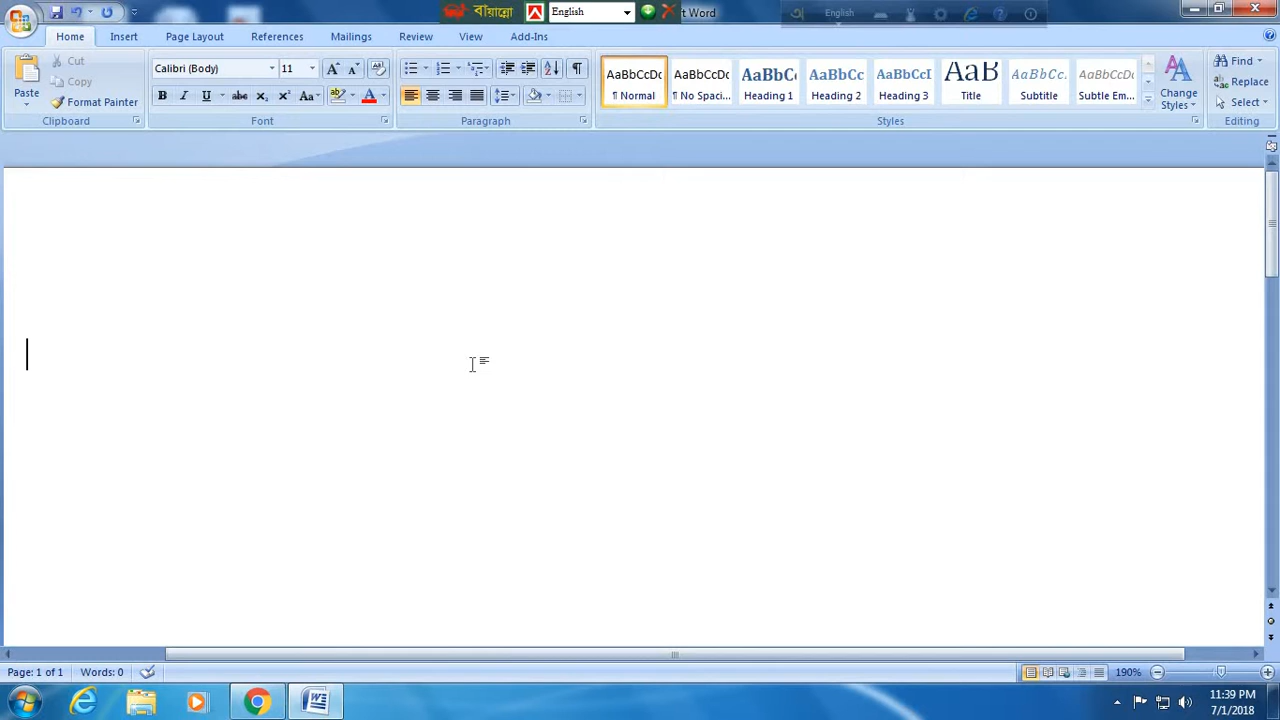 বায়ান্নো English t Word English
Home Insert Page Layout References Mailings Review View Add-Ins
Paste Cut Copy Format Painter Clipboard
Calibri (Body) 11 Font
Paragraph
AaBbCcDc ¶ Normal AaBbCcDc ¶ No Spaci... AaBbCc Heading 1 AaBbCc Heading 2 AaBbCcI Heading 3 AaB Title AaBbCc. Subtitle AaBbCcDc Subtle Em...
Change Styles Styles
Find Replace Select Editing
Page: 1 of 1 Words: 0 190%
11:39 PM
7/1/2018